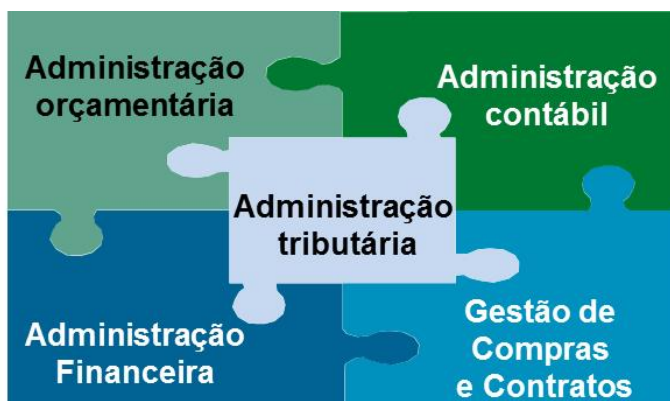 Administração
orçamentária
Administração
contábil
Administração
tributária
Administração
Financeira
Gestão de
Compras
e Contratos